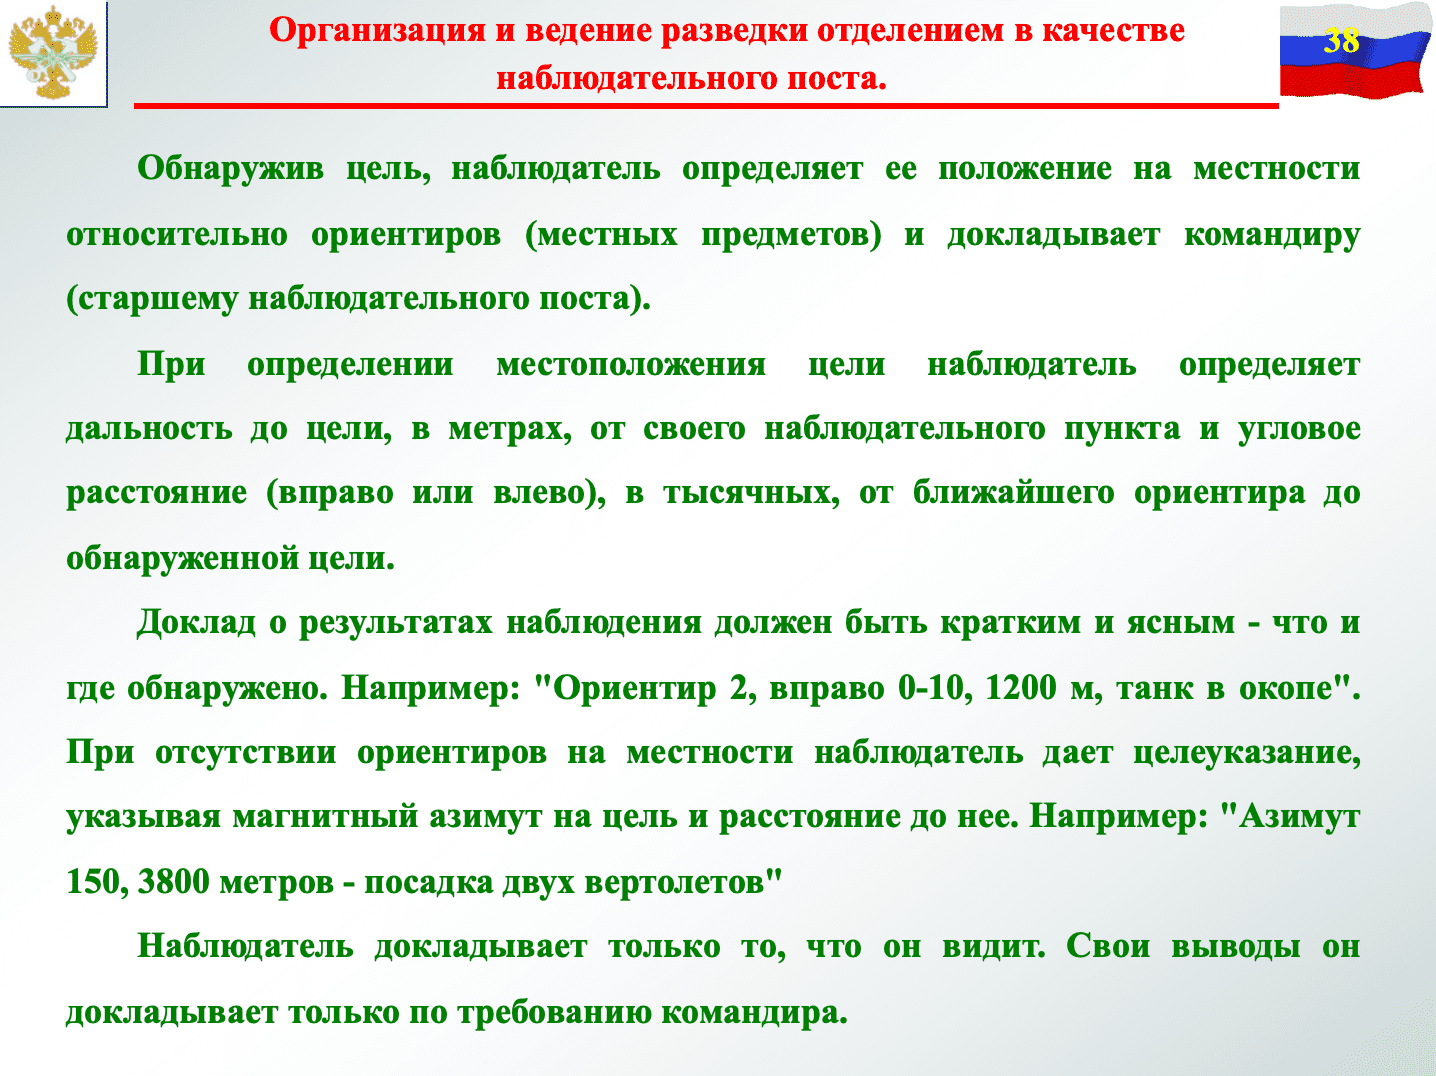 Организация и ведение разведки отделением в качестве
наблюдательного поста.
38
Обнаружив цель, наблюдатель определяет ее положение на местности
относительно ориентиров (местных предметов) и докладывает командиру
(старшему наблюдательного поста).
При определении местоположения цели наблюдатель определяет
дальность до цели, в метрах, от своего наблюдательного пункта и угловое
расстояние (вправо или влево), в тысячных, от ближайшего ориентира до
обнаруженной цели.
Доклад о результатах наблюдения должен быть кратким и ясным - что и
где обнаружено. Например: "Ориентир 2, вправо 0-10, 1200 м, танк в окопе".
При отсутствии ориентиров на местности наблюдатель дает целеуказание,
указывая магнитный азимут на цель и расстояние до нее. Например: "Азимут
150, 3800 метров - посадка двух вертолетов"
Наблюдатель докладывает только то, что он видит. Свои выводы он
докладывает только по требованию командира.